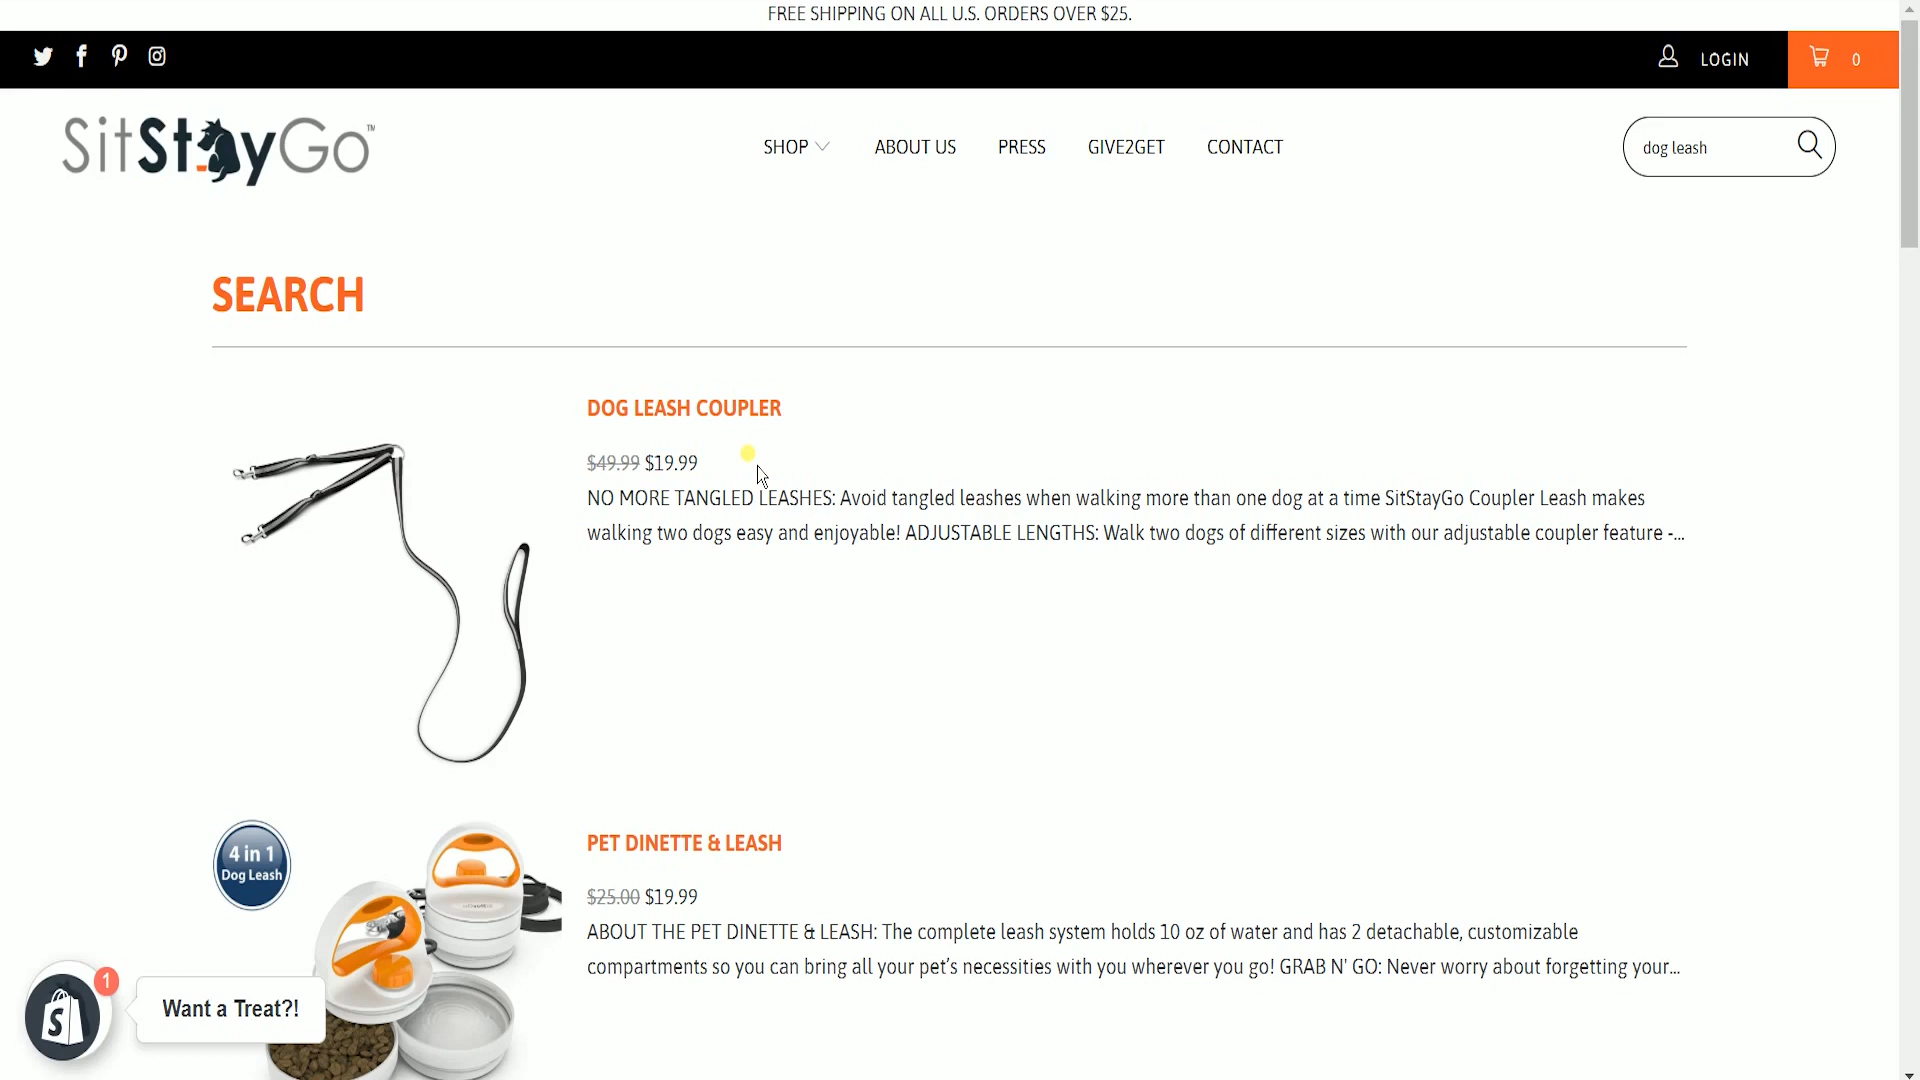 FREE SHIPPING ON ALL U.S. ORDERS OVER $25.
LOGIN
0
SitStayGo™
SHOP
ABOUT US
PRESS
GIVE2GET
CONTACT
dog leash
SEARCH
DOG LEASH COUPLER
$49.99 $19.99
NO MORE TANGLED LEASHES: Avoid tangled leashes when walking more than one dog at a time SitStayGo Coupler Leash makes
walking two dogs easy and enjoyable! ADJUSTABLE LENGTHS: Walk two dogs of different sizes with our adjustable coupler feature -...
4 in 1
Dog Leash
PET DINETTE & LEASH
$25.00 $19.99
ABOUT THE PET DINETTE & LEASH: The complete leash system holds 10 oz of water and has 2 detachable, customizable
compartments so you can bring all your pet’s necessities with you wherever you go! GRAB N' GO: Never worry about forgetting your...
1
Want a Treat?!